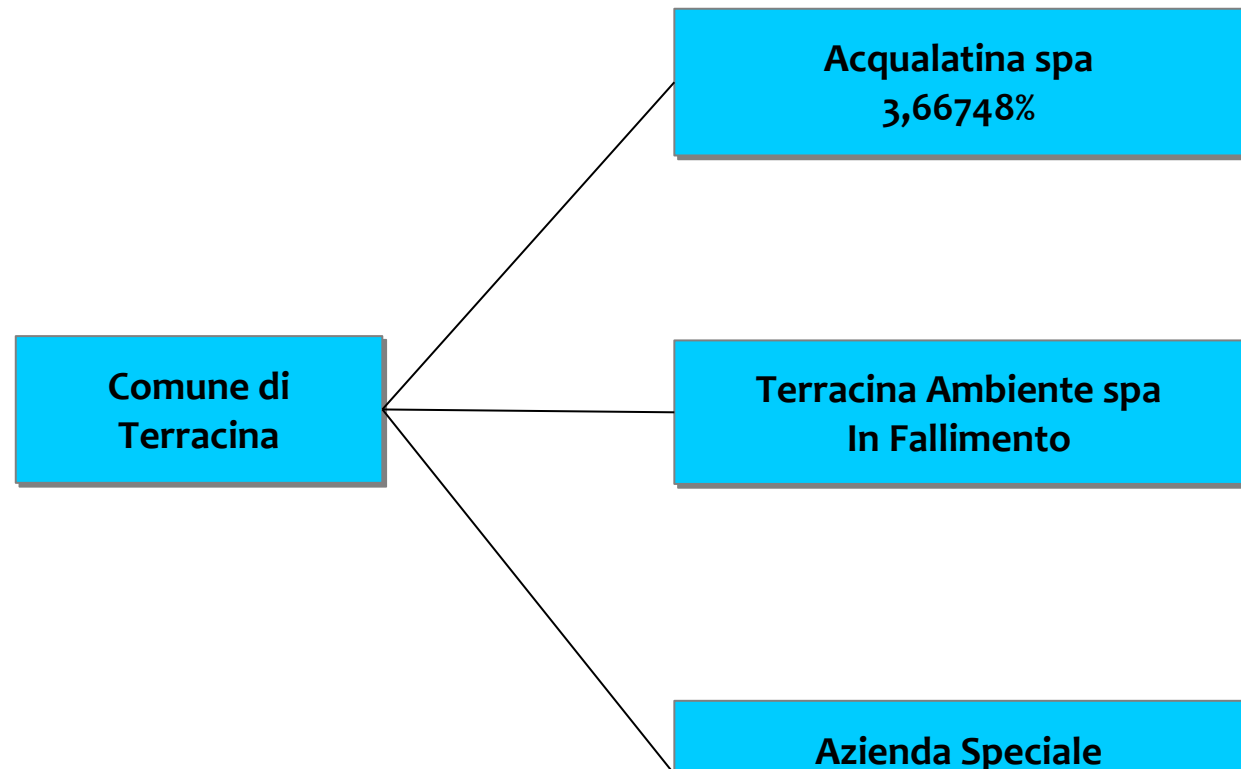 Acqualatina spa
3,66748%
Comune di
Terracina
Terracina Ambiente spa
In Fallimento
Azienda Speciale